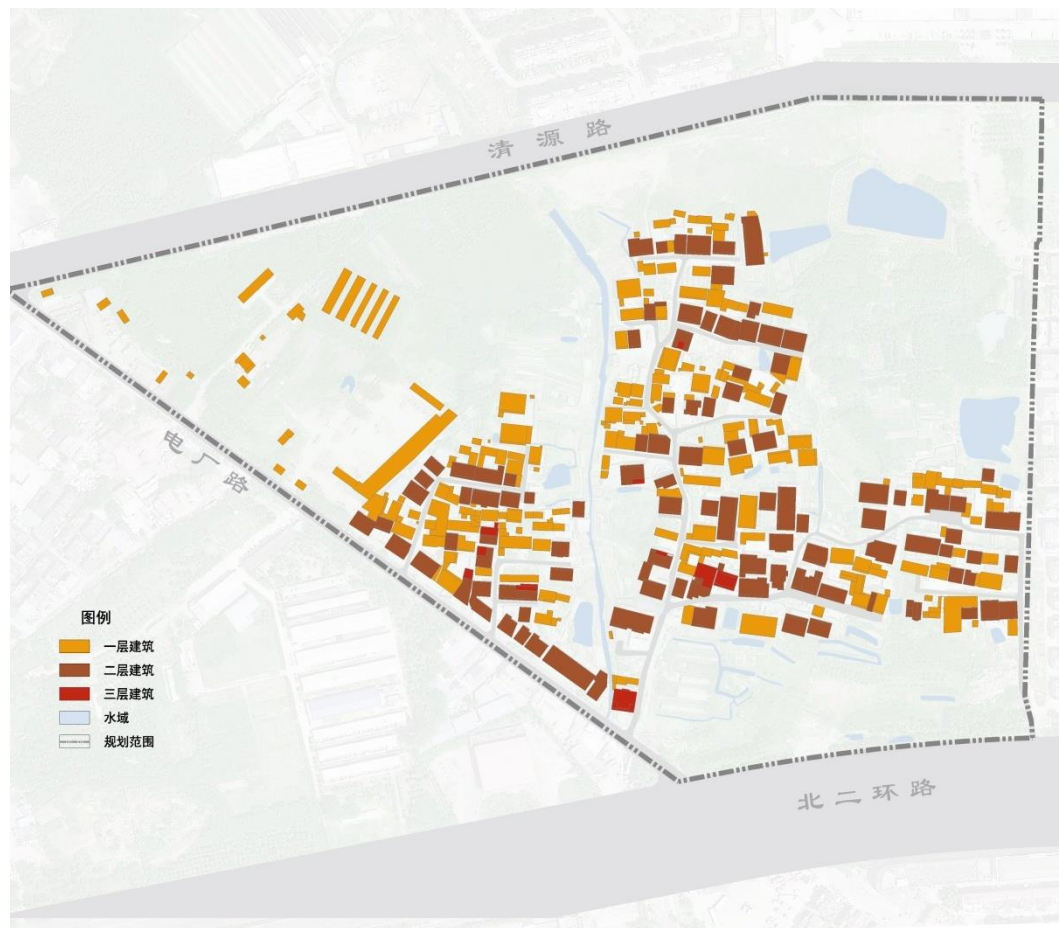 清源路
电厂路
图例
一层建筑
二层建筑
三层建筑
水域
规划范围
北二环路